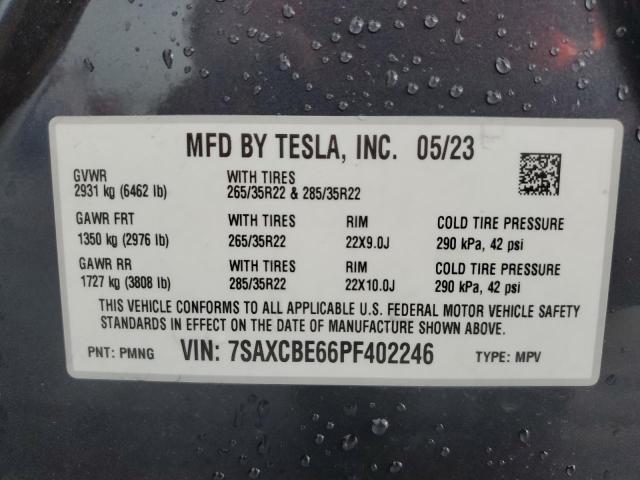 MFD BY TESLA, INC. 05/23
GVWR WITH TIRES
2931 kg (6462 lb) 265/35R22 & 285/35R22
GAWR FRT WITH TIRES RIM COLD TIRE PRESSURE
1350 kg (2976 lb) 265/35R22 22X9.0J 290 kPa, 42 psi
GAWR RR WITH TIRES RIM COLD TIRE PRESSURE
1727 kg (3808 lb) 285/35R22 22X10.0J 290 kPa, 42 psi
THIS VEHICLE CONFORMS TO ALL APPLICABLE U.S. FEDERAL MOTOR VEHICLE SAFETY
STANDARDS IN EFFECT ON THE DATE OF MANUFACTURE SHOWN ABOVE.
PNT: PMNG VIN: 7SAXCBE66PF402246 TYPE: MPV